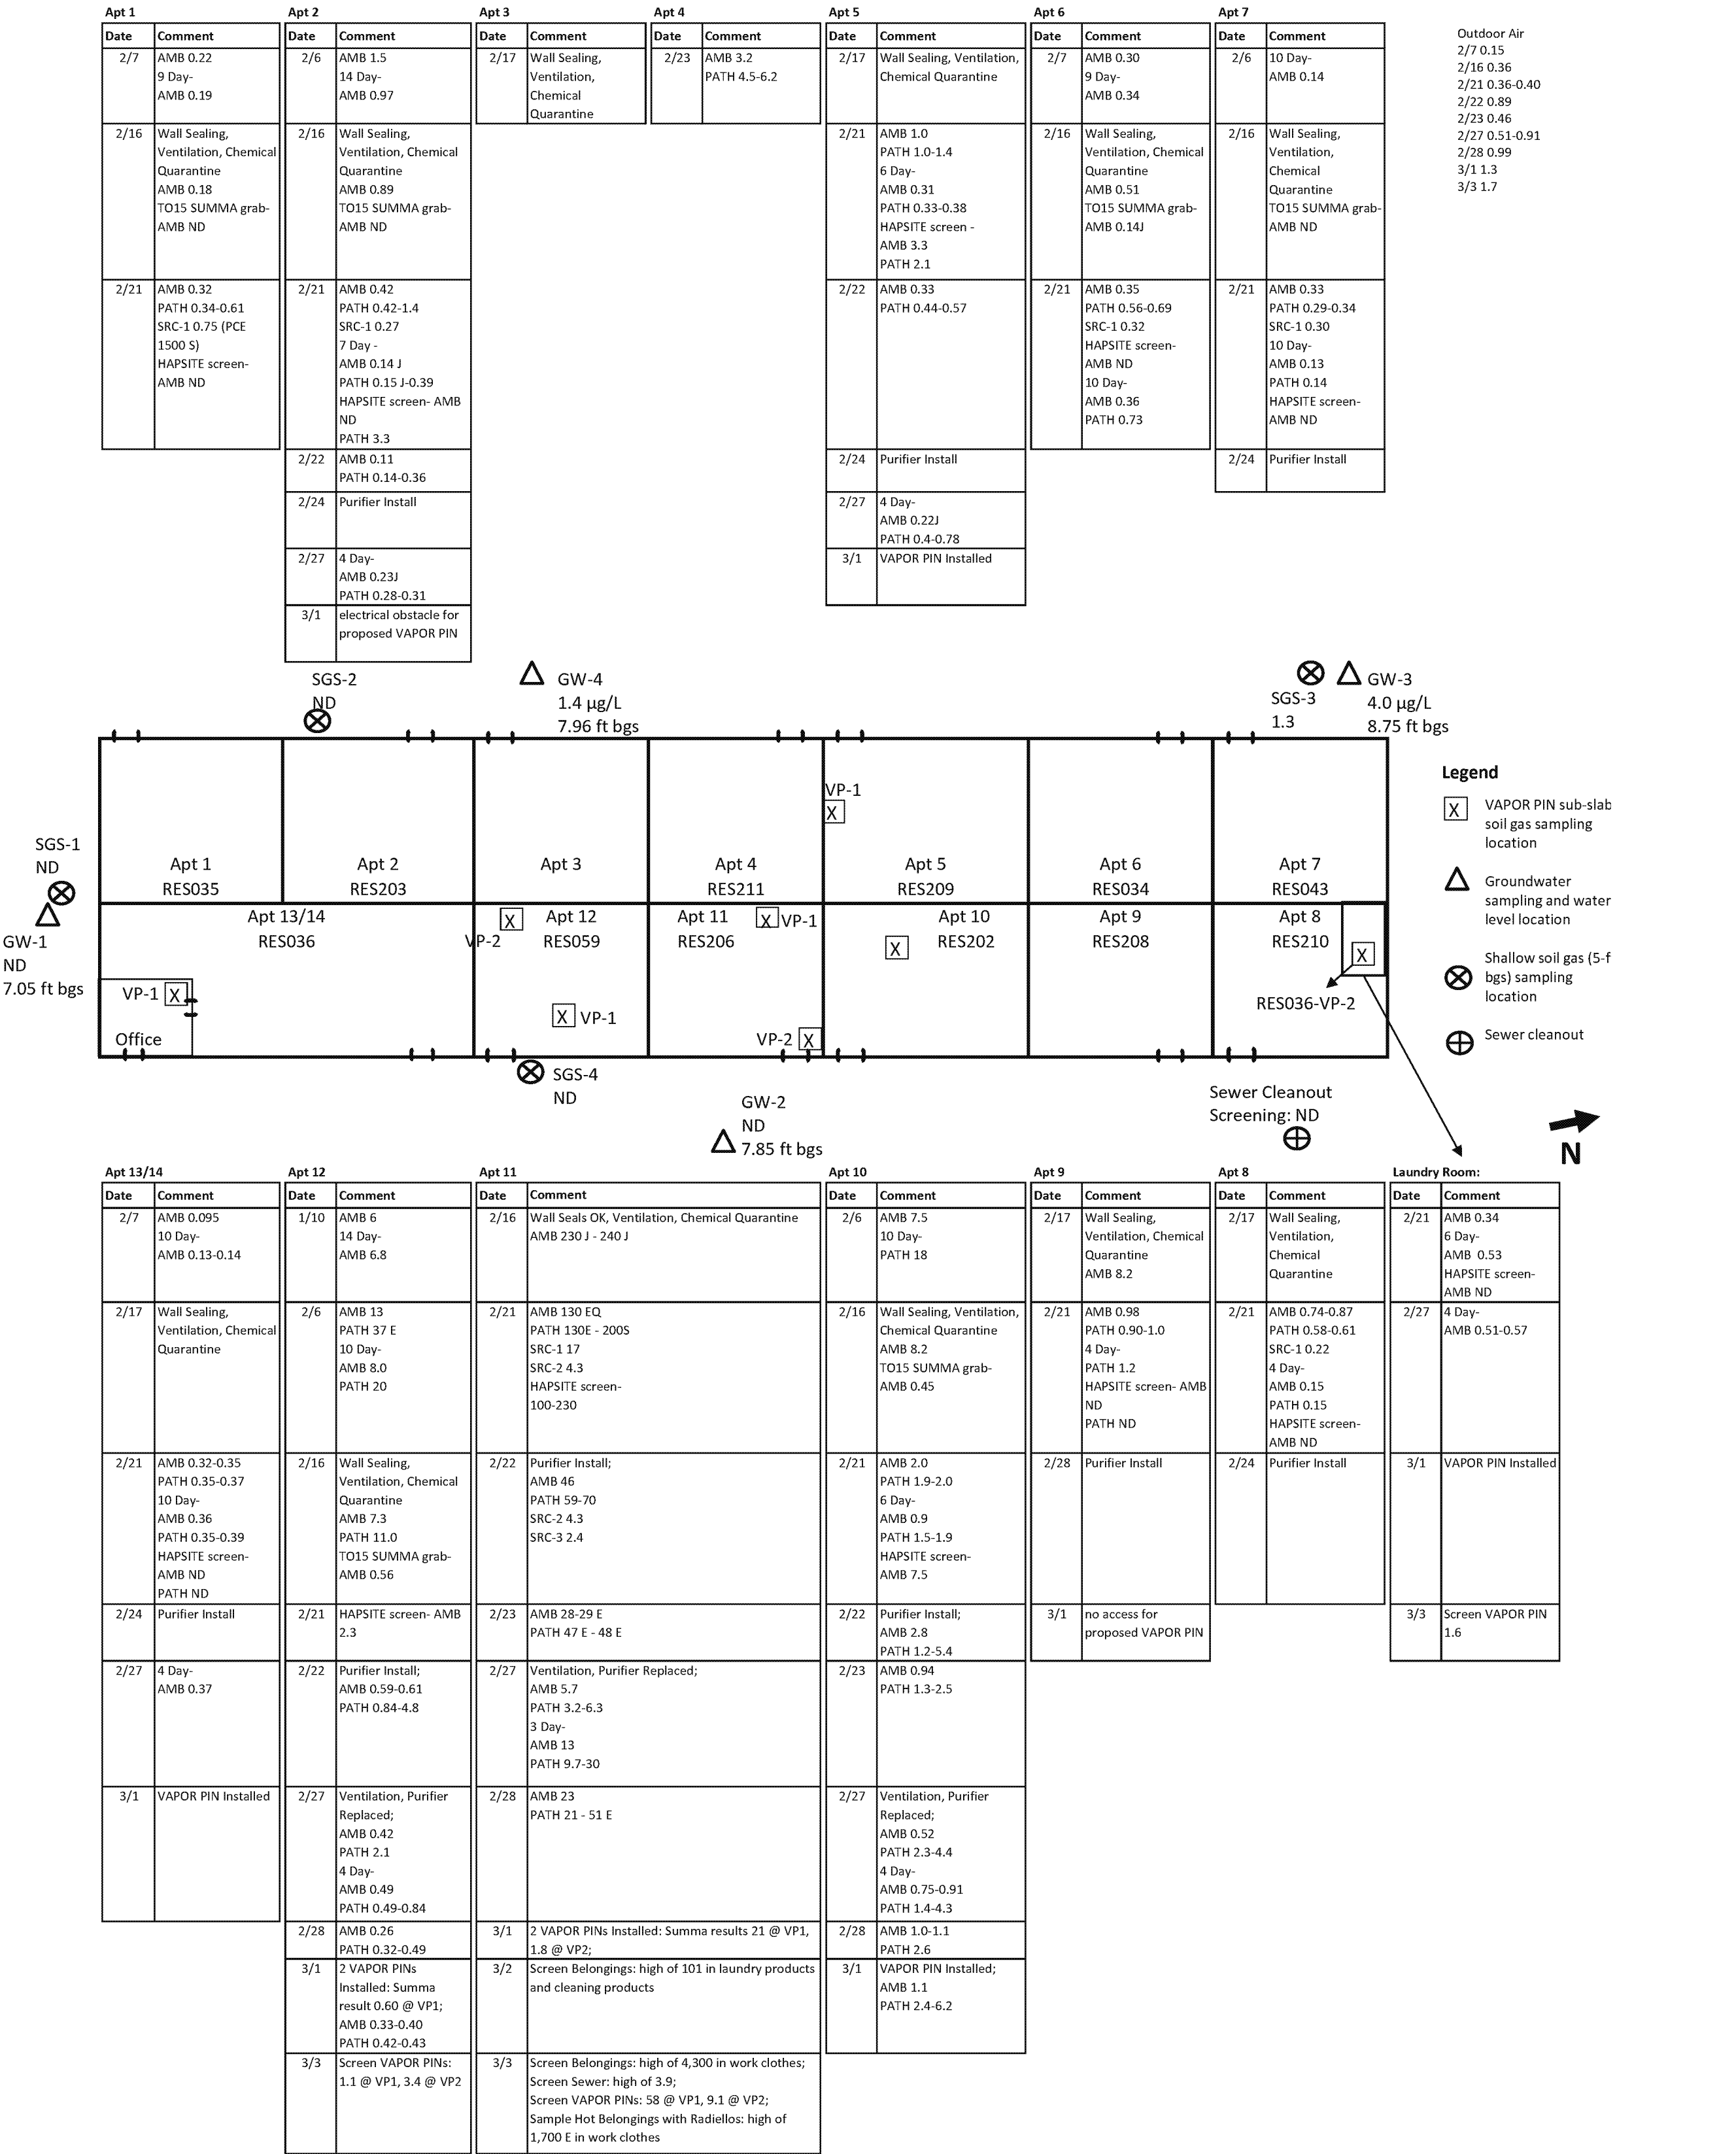 Apt 1
Date Comment
2/7 AMB 0.22
9 Day-
AMB 0.19
2/16 Wall Sealing,
Ventilation, Chemical
Quarantine
AMB 0.18
TO15 SUMMA grab-
AMB ND
2/21 AMB 0.32
PATH 0.34-0.61
SRC-1 0.75 (PCE
1500 S)
HAPSITE screen-
AMB ND
Apt 2
Date Comment
2/6 AMB 1.5
14 Day-
AMB 0.97
2/16 Wall Sealing,
Ventilation, Chemical
Quarantine
AMB 0.89
TO15 SUMMA grab-
AMB ND
2/21 AMB 0.42
PATH 0.42-1.4
SRC-1 0.27
7 Day -
AMB 0.14 J
PATH 0.15 J-0.39
HAPSITE screen- AMB
ND
PATH 3.3
2/22 AMB 0.11
PATH 0.14-0.36
2/24 Purifier Install
2/27 4 Day-
AMB 0.23J
PATH 0.28-0.31
3/1 electrical obstacle for
proposed VAPOR PIN
Apt 3
Date Comment
2/17 Wall Sealing,
Ventilation,
Chemical
Quarantine
Apt 4
Date Comment
2/23 AMB 3.2
PATH 4.5-6.2
Apt 5
Date Comment
2/17 Wall Sealing, Ventilation,
Chemical Quarantine
2/21 AMB 1.0
PATH 1.0-1.4
6 Day-
AMB 0.31
PATH 0.33-0.38
HAPSITE screen -
AMB 3.3
PATH 2.1
2/22 AMB 0.33
PATH 0.44-0.57
2/24 Purifier Install
2/27 4 Day-
AMB 0.22J
PATH 0.4-0.78
3/1 VAPOR PIN Installed
Apt 6
Date Comment
2/7 AMB 0.30
9 Day-
AMB 0.34
2/16 Wall Sealing,
Ventilation, Chemical
Quarantine
AMB 0.51
TO15 SUMMA grab-
AMB 0.14J
2/21 AMB 0.35
PATH 0.56-0.69
SRC-1 0.32
HAPSITE screen-
AMB ND
10 Day-
AMB 0.36
PATH 0.73
Apt 7
Date Comment
2/6 10 Day-
AMB 0.14
2/16 Wall Sealing,
Ventilation,
Chemical
Quarantine
TO15 SUMMA grab-
AMB ND
2/21 AMB 0.33
PATH 0.29-0.34
SRC-1 0.30
10 Day-
AMB 0.13
PATH 0.14
HAPSITE screen-
AMB ND
2/24 Purifier Install
Outdoor Air
2/7 0.15
2/16 0.36
2/21 0.36-0.40
2/22 0.89
2/23 0.46
2/27 0.51-0.91
2/28 0.99
3/1 1.3
3/3 1.7
SGS-2
ND
GW-4
1.4 µg/L
7.96 ft bgs
SGS-3
1.3
GW-3
4.0 µg/L
8.75 ft bgs
SGS-1
ND
GW-1
ND
7.05 ft bgs
Apt 1
RES035
Apt 2
RES203
Apt 3
Apt 4
RES211
VP-1
X
Apt 5
RES209
Apt 6
RES034
Apt 7
RES043
Apt 13/14
RES036
VP-1 X
Office
X
VP-2
Apt 12
RES059
X VP-1
Apt 11
RES206
X VP-1
VP-2 X
Apt 10
RES202
X
Apt 9
RES208
Apt 8
RES210
X
RES036-VP-2
SGS-4
ND
GW-2
ND
7.85 ft bgs
Sewer Cleanout
Screening: ND
Legend
X VAPOR PIN sub-slab
soil gas sampling
location
Groundwater
sampling and water
level location
Shallow soil gas (5-f
bgs) sampling
location
Sewer cleanout
N
Apt 13/14
Date Comment
2/7 AMB 0.095
10 Day-
AMB 0.13-0.14
2/17 Wall Sealing,
Ventilation, Chemical
Quarantine
2/21 AMB 0.32-0.35
PATH 0.35-0.37
10 Day-
AMB 0.36
PATH 0.35-0.39
HAPSITE screen-
AMB ND
PATH ND
2/24 Purifier Install
2/27 4 Day-
AMB 0.37
3/1 VAPOR PIN Installed
Apt 12
Date Comment
1/10 AMB 6
14 Day-
AMB 6.8
2/6 AMB 13
PATH 37 E
10 Day-
AMB 8.0
PATH 20
2/16 Wall Sealing,
Ventilation, Chemical
Quarantine
AMB 7.3
PATH 11.0
TO15 SUMMA grab-
AMB 0.56
2/21 HAPSITE screen- AMB
2.3
2/22 Purifier Install;
AMB 0.59-0.61
PATH 0.84-4.8
2/27 Ventilation, Purifier
Replaced;
AMB 0.42
PATH 2.1
4 Day-
AMB 0.49
PATH 0.49-0.84
2/28 AMB 0.26
PATH 0.32-0.49
3/1 2 VAPOR PINs
Installed: Summa
result 0.60 @ VP1;
AMB 0.33-0.40
PATH 0.42-0.43
3/3 Screen VAPOR PINs:
1.1 @ VP1, 3.4 @ VP2
Apt 11
Date Comment
2/16 Wall Seals OK, Ventilation, Chemical Quarantine
AMB 230 J - 240 J
2/21 AMB 130 EQ
PATH 130E - 200S
SRC-1 17
SRC-2 4.3
HAPSITE screen-
100-230
2/22 Purifier Install;
AMB 46
PATH 59-70
SRC-2 4.3
SRC-3 2.4
2/23 AMB 28-29 E
PATH 47 E - 48 E
2/27 Ventilation, Purifier Replaced;
AMB 5.7
PATH 3.2-6.3
3 Day-
AMB 13
PATH 9.7-30
2/28 AMB 23
PATH 21 - 51 E
3/1 2 VAPOR PINs Installed: Summa results 21 @ VP1,
1.8 @ VP2;
3/2 Screen Belongings: high of 101 in laundry products
and cleaning products
3/3 Screen Belongings: high of 4,300 in work clothes;
Screen Sewer: high of 3.9;
Screen VAPOR PINs: 58 @ VP1, 9.1 @ VP2;
Sample Hot Belongings with Radiellos: high of
1,700 E in work clothes
Apt 10
Date Comment
2/6 AMB 7.5
10 Day-
PATH 18
2/16 Wall Sealing, Ventilation,
Chemical Quarantine
AMB 8.2
TO15 SUMMA grab-
AMB 0.45
2/21 AMB 2.0
PATH 1.9-2.0
6 Day-
AMB 0.9
PATH 1.5-1.9
HAPSITE screen-
AMB 7.5
2/22 Purifier Install;
AMB 2.8
PATH 1.2-5.4
2/23 AMB 0.94
PATH 1.3-2.5
2/27 Ventilation, Purifier
Replaced;
AMB 0.52
PATH 2.3-4.4
4 Day-
AMB 0.75-0.91
PATH 1.4-4.3
2/28 AMB 1.0-1.1
PATH 2.6
3/1 VAPOR PIN Installed;
AMB 1.1
PATH 2.4-6.2
Apt 9
Date Comment
2/17 Wall Sealing,
Ventilation, Chemical
Quarantine
AMB 8.2
2/21 AMB 0.98
PATH 0.90-1.0
4 Day-
PATH 1.2
HAPSITE screen- AMB
ND
PATH ND
2/28 Purifier Install
3/1 no access for
proposed VAPOR PIN
Apt 8
Date Comment
2/17 Wall Sealing,
Ventilation,
Chemical
Quarantine
2/21 AMB 0.74-0.87
PATH 0.58-0.61
SRC-1 0.22
4 Day-
AMB 0.15
PATH 0.15
HAPSITE screen-
AMB ND
2/24 Purifier Install
Laundry Room:
Date Comment
2/21 AMB 0.34
6 Day-
AMB 0.53
HAPSITE screen-
AMB ND
2/27 4 Day-
AMB 0.51-0.57
3/1 VAPOR PIN Installed
3/3 Screen VAPOR PIN
1.6